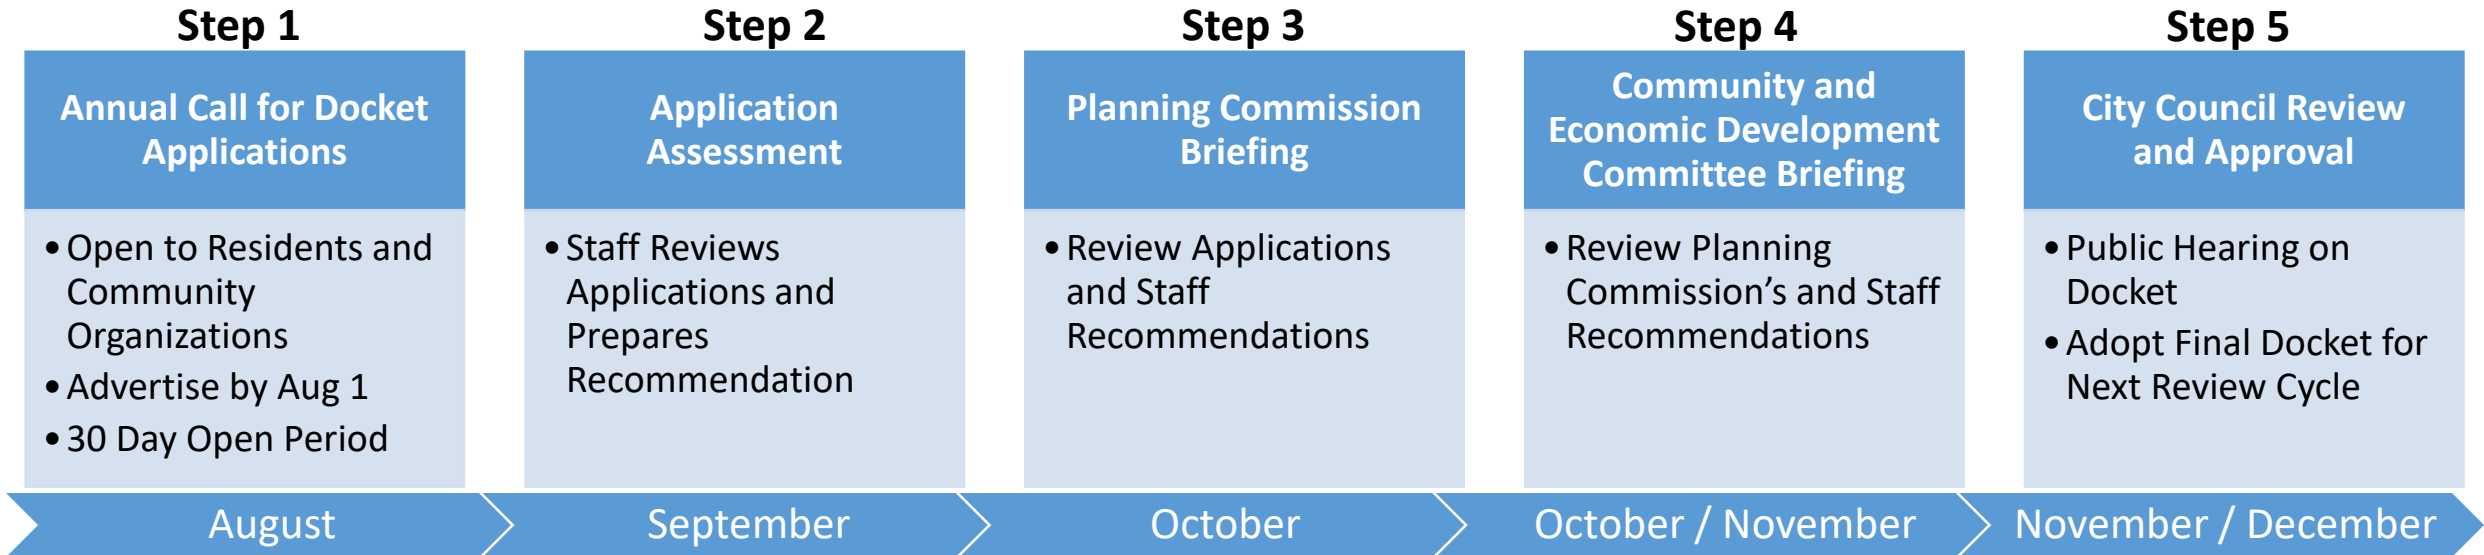 Step 1
Annual Call for Docket
Applications
• Open to Residents and
Community
Organizations
• Advertise by Aug 1
• 30 Day Open Period
August
Step 2
Application
Assessment
• Staff Reviews
Applications and
Prepares
Recommendation
September
Step 3
Planning Commission
Briefing
• Review Applications
and Staff
Recommendations
October
Step 4
Community and
Economic Development
Committee Briefing
• Review Planning
Commission’s and Staff
Recommendations
October / November
Step 5
City Council Review
and Approval
• Public Hearing on
Docket
• Adopt Final Docket for
Next Review Cycle
November / December